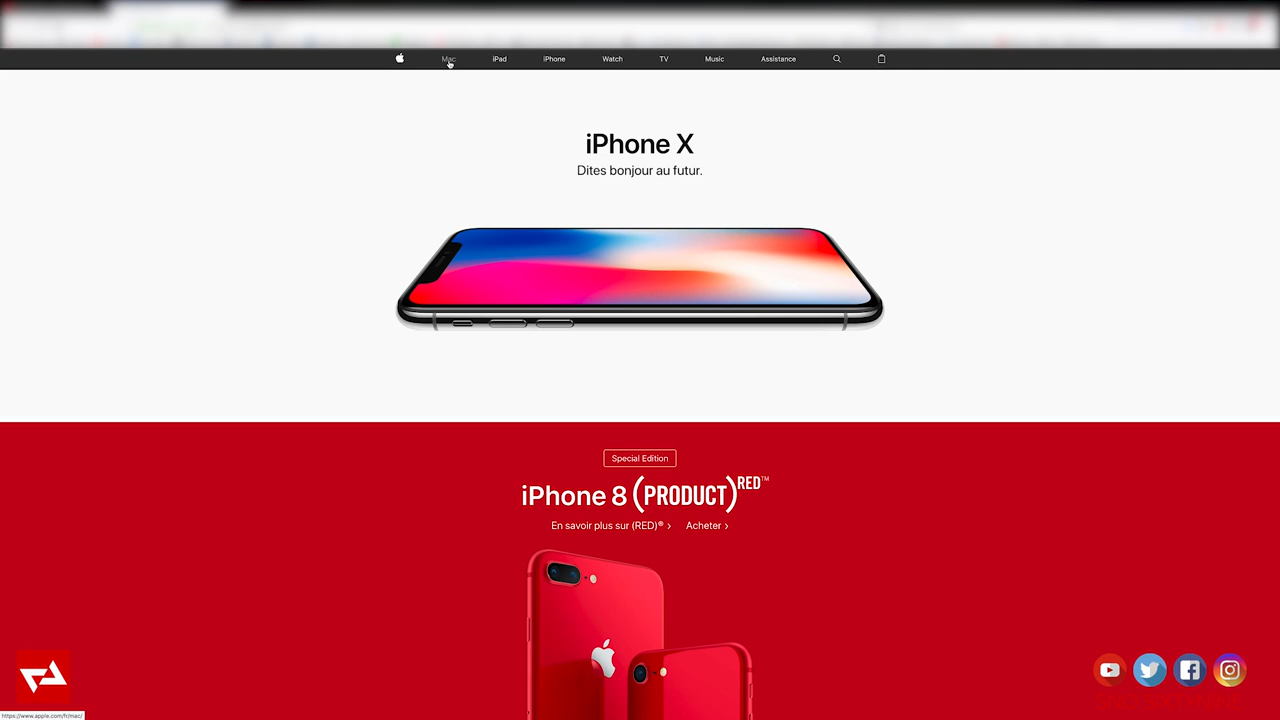 Mac iPad iPhone Watch TV Music Assistance
iPhone X
Dites bonjour au futur.
Special Edition
iPhone 8 (PRODUCT)RED™
En savoir plus sur (RED)® › Acheter ›
https://www.apple.com/fr/mac/